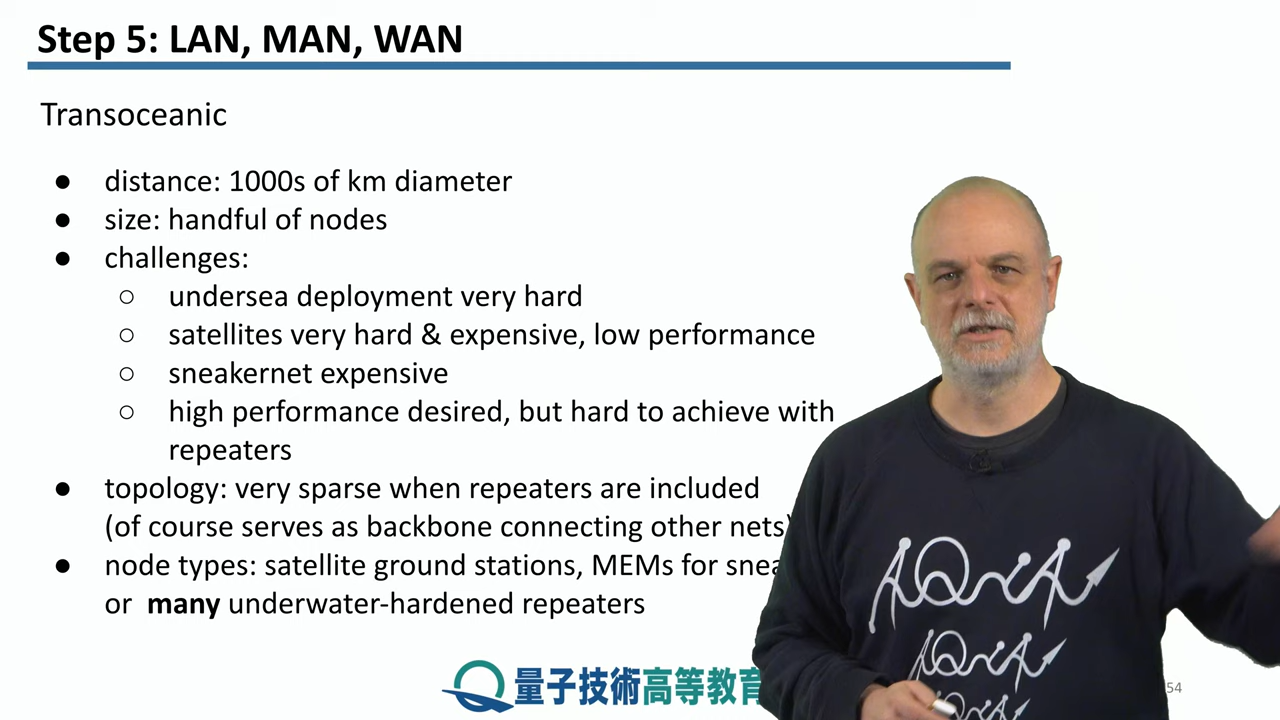 Step 5: LAN, MAN, WAN
Transoceanic
● distance: 1000s of km diameter
● size: handful of nodes
● challenges:
○ undersea deployment very hard
○ satellites very hard & expensive, low performance
○ sneakernet expensive
○ high performance desired, but hard to achieve with
repeaters
● topology: very sparse when repeaters are included
(of course serves as backbone connecting other nets)
● node types: satellite ground stations, MEMs for
or many underwater-hardened repeaters
量子技術高等教育
AQUA
AQUA
54